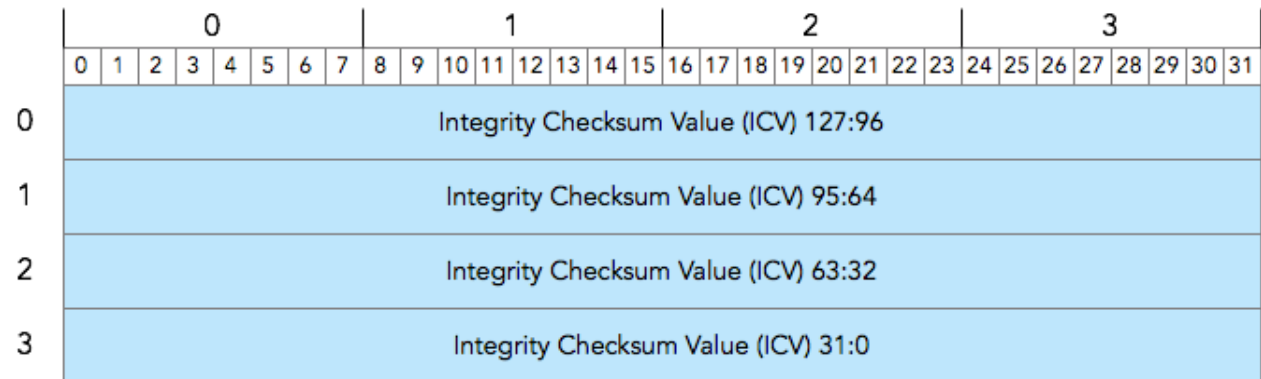 0 1 2 3
0 1 2 3 4 5 6 7 8 9 10 11 12 13 14 15 16 17 18 19 20 21 22 23 24 25 26 27 28 29 30 31
0 Integrity Checksum Value (ICV) 127:96
1 Integrity Checksum Value (ICV) 95:64
2 Integrity Checksum Value (ICV) 63:32
3 Integrity Checksum Value (ICV) 31:0